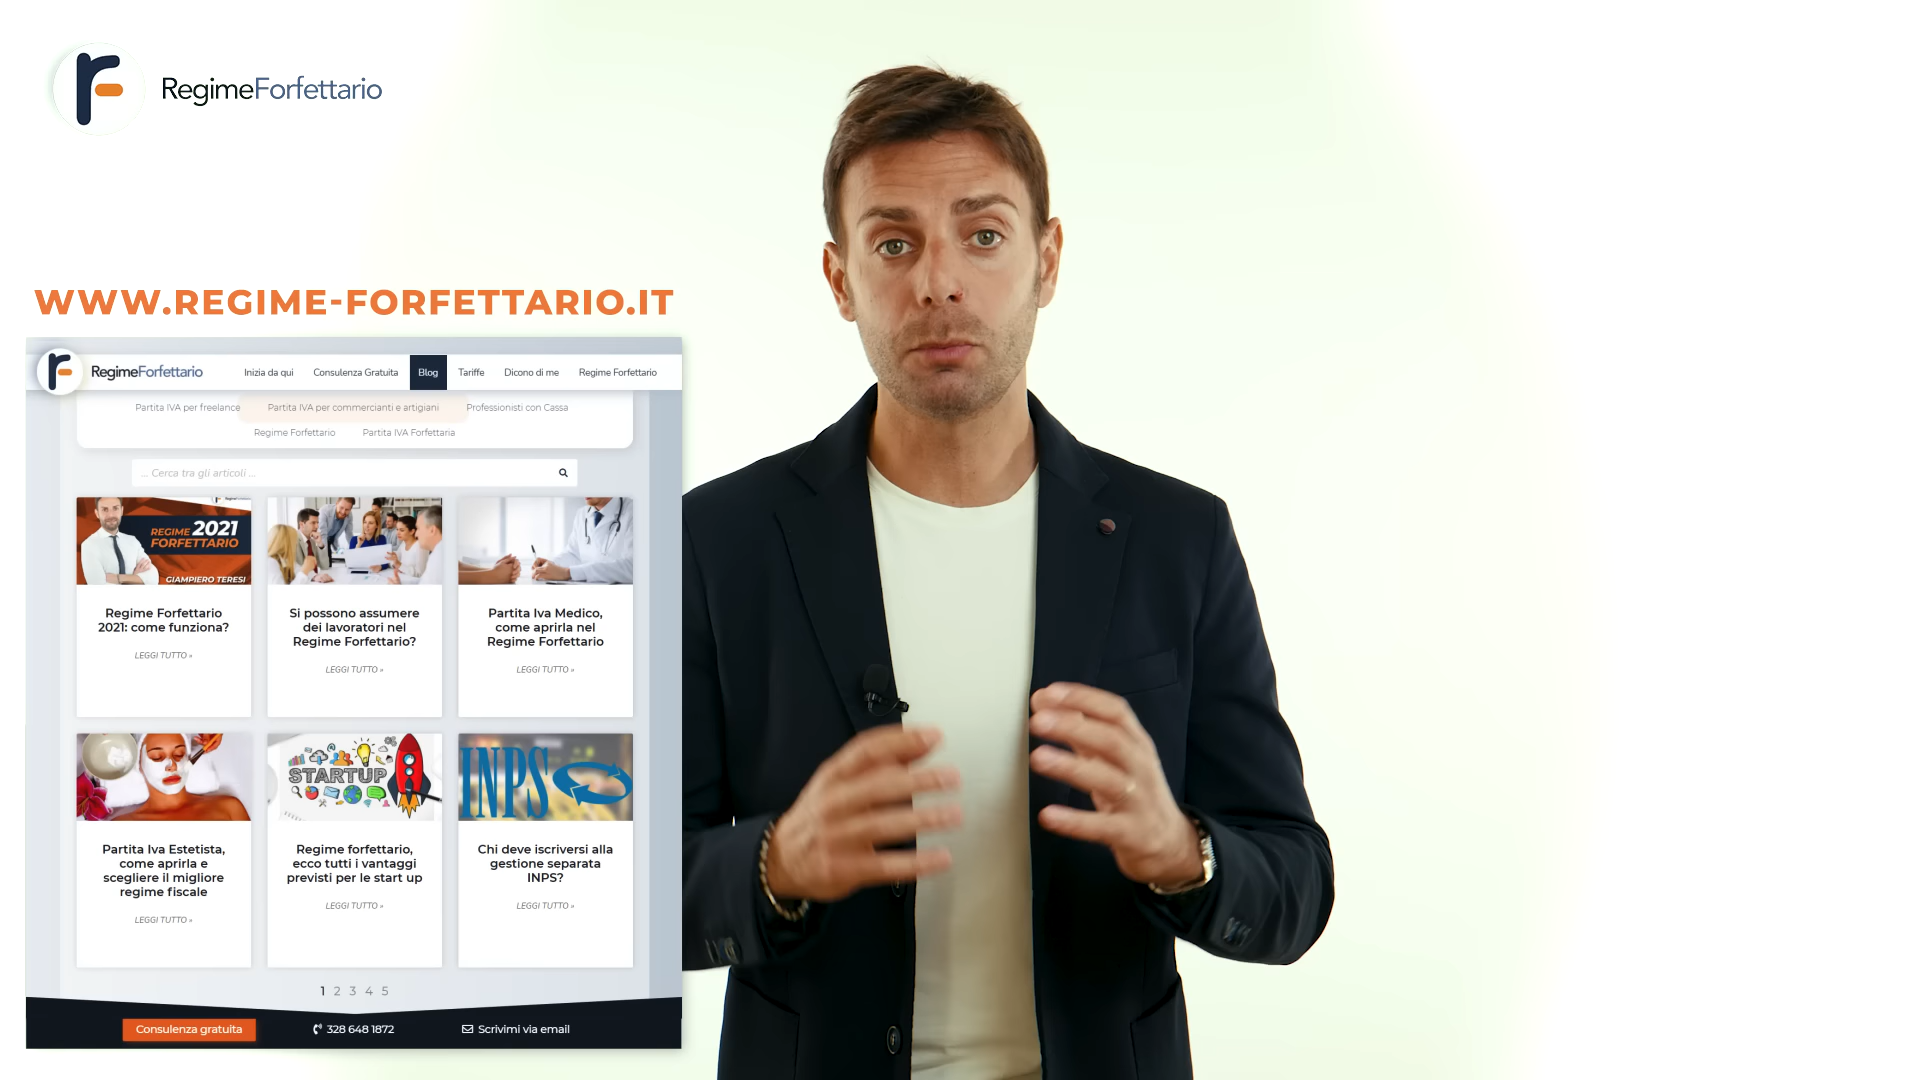 RegimeForfettario
WWW.REGIME-FORFETTARIO.IT
RegimeForfettario
Inizia da qui Consulenza Gratuita Blog Tariffe Dicono di me Regime Forfettario
Partita IVA per freelance Partita IVA per commercianti e artigiani Professionisti con Cassa
Regime Forfettario Partita IVA Forfettaria
... Cerca tra gli articoli ...
REGIME 2021
FORFETTARIO
GIAMPIERO TERESI
Regime Forfettario
2021: come funziona?
LEGGI TUTTO »
Si possono assumere
dei lavoratori nel
Regime Forfettario?
LEGGI TUTTO »
Partita Iva Medico,
come aprirla nel
Regime Forfettario
LEGGI TUTTO »
STARTUP
INPS
Partita Iva Estetista,
come aprirla e
scegliere il migliore
regime fiscale
LEGGI TUTTO »
Regime forfettario,
ecco tutti i vantaggi
previsti per le start up
LEGGI TUTTO »
Chi deve iscriversi alla
gestione separata
INPS?
LEGGI TUTTO »
1 2 3 4 5
Consulenza gratuita 328 648 1872 Scrivimi via email